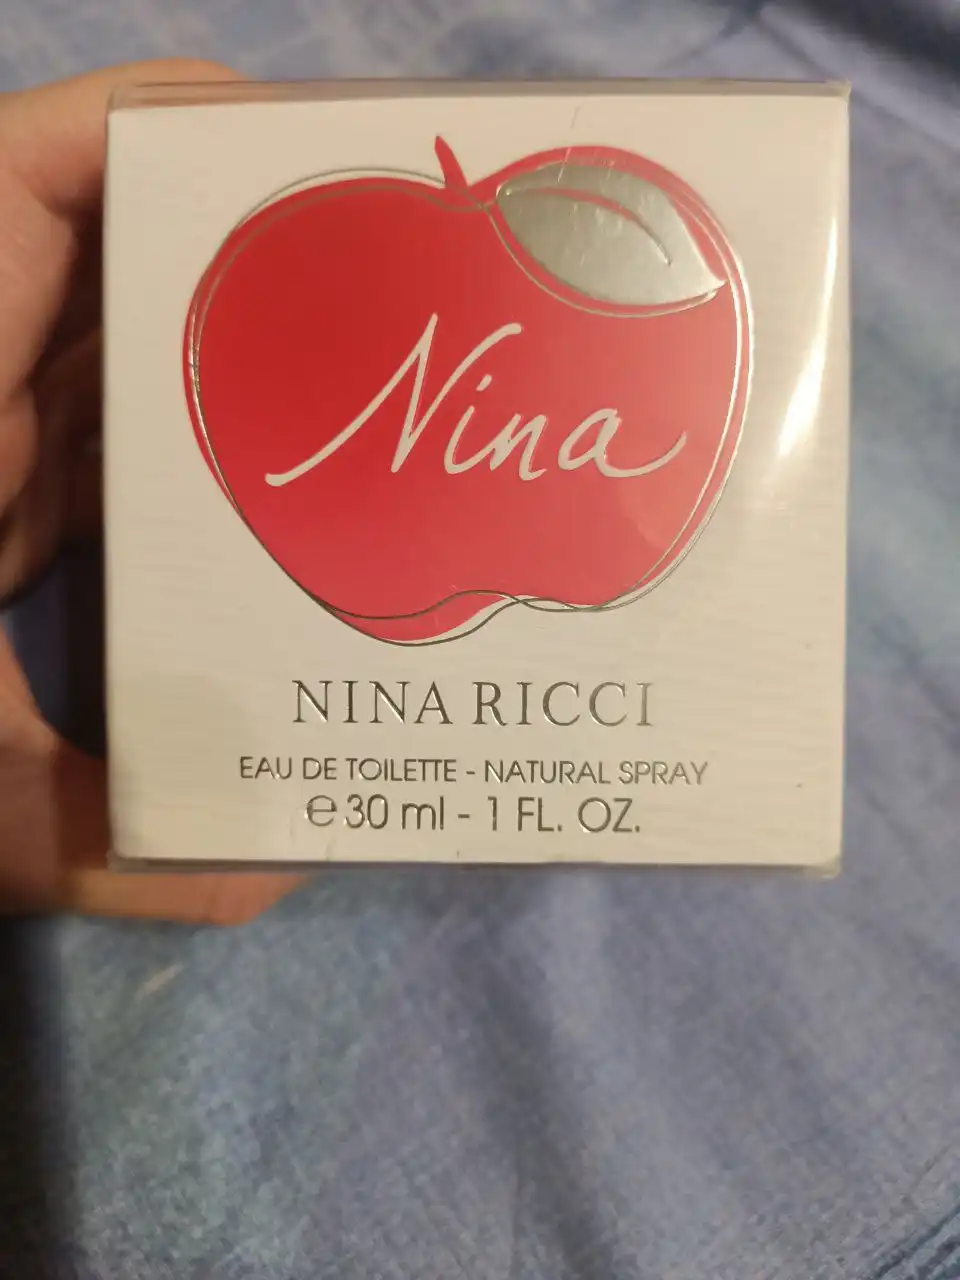 Nina
NINA RICCI
EAU DE TOILETTE - NATURAL SPRAY
℮ 30 ml - 1 FL. OZ.